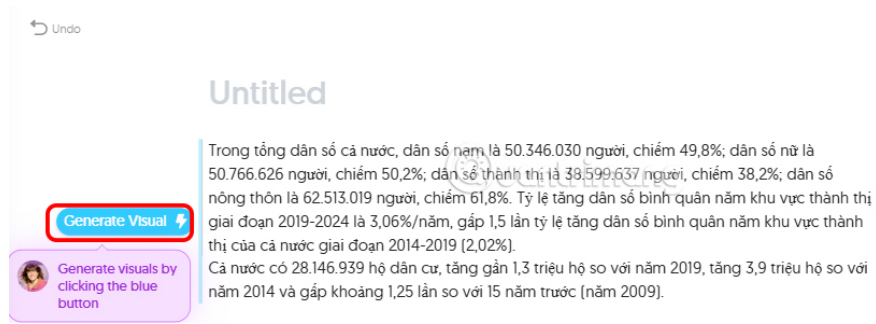 Undo
Untitled
Trong tổng dân số cả nước, dân số nam là 50.346.030 người, chiếm 49,8%; dân số nữ là
50.766.626 người, chiếm 50,2%; dân số thành thị là 38.599.637 người, chiếm 38,2%; dân số
nông thôn là 62.513.019 người, chiếm 61,8%. Tỷ lệ tăng dân số bình quân năm khu vực thành thị
giai đoạn 2019-2024 là 3,06%/năm, gấp 1,5 lần tỷ lệ tăng dân số bình quân năm khu vực thành
thị của cả nước giai đoạn 2014-2019 (2,02%).
Cả nước có 28.146.939 hộ dân cư, tăng gần 1,3 triệu hộ so với năm 2019, tăng 3,9 triệu hộ so với
năm 2014 và gấp khoảng 1,25 lần so với 15 năm trước (năm 2009).
Generate Visual
Generate visuals by
clicking the blue
button